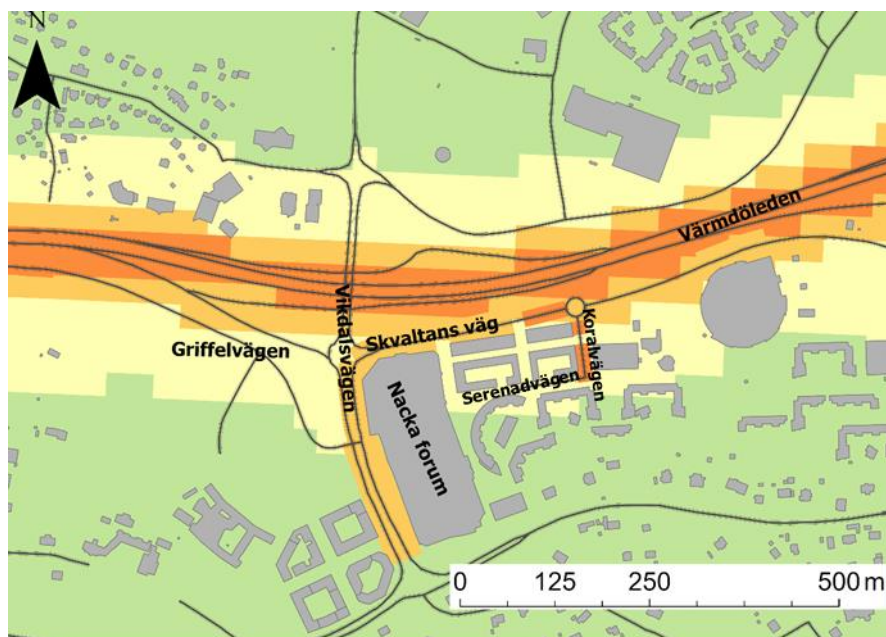 N
Värmdöleden
Vikdalsvägen
Skvaltans väg
Koralvägen
Griffelvägen
Serenadvägen
Nacka forum
0 125 250 500 m